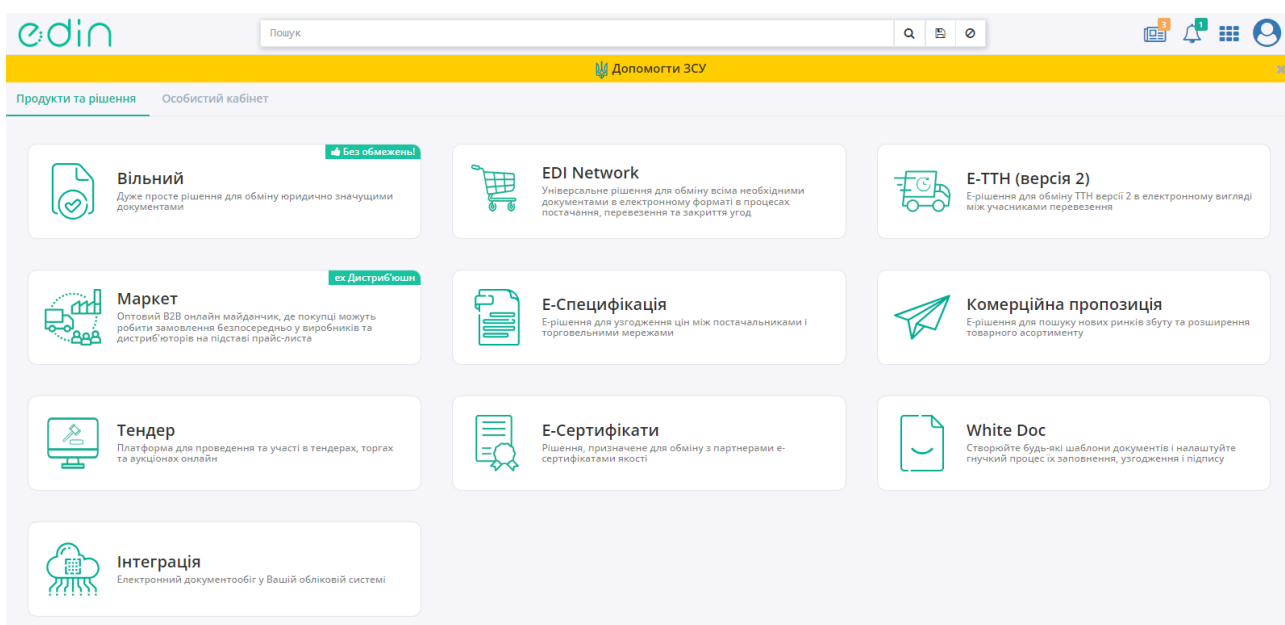 edin
Пошук
3
1
Допомогти ЗСУ
Продукти та рішення
Особистий кабінет
Без обмежень!
Вільний
Дуже просте рішення для обміну юридично значущими
документами
EDI Network
Універсальне рішення для обміну всіма необхідними
документами в електронному форматі в процесах
постачання, перевезення та закриття угод
Е-ТТН (версія 2)
Е-рішення для обміну ТТН версії 2 в електронному вигляді
між учасниками перевезення
ex Дистриб'юшн
Маркет
Оптовий B2B онлайн майданчик, де покупці можуть
робити замовлення безпосередньо у виробників та
дистриб'юторів на підставі прайс-листа
Е-Специфікація
Е-рішення для узгодження цін між постачальниками і
торговельними мережами
Комерційна пропозиція
Е-рішення для пошуку нових ринків збуту та розширення
товарного асортименту
Тендер
Платформа для проведення та участі в тендерах, торгах
та аукціонах онлайн
Е-Сертифікати
Рішення, призначене для обміну з партнерами е-
сертифікатами якості
White Doc
Створюйте будь-які шаблони документів і налаштуйте
гнучкий процес їх заповнення, узгодження і підпису
Інтеграція
Електронний документообіг у Вашій обліковій системі